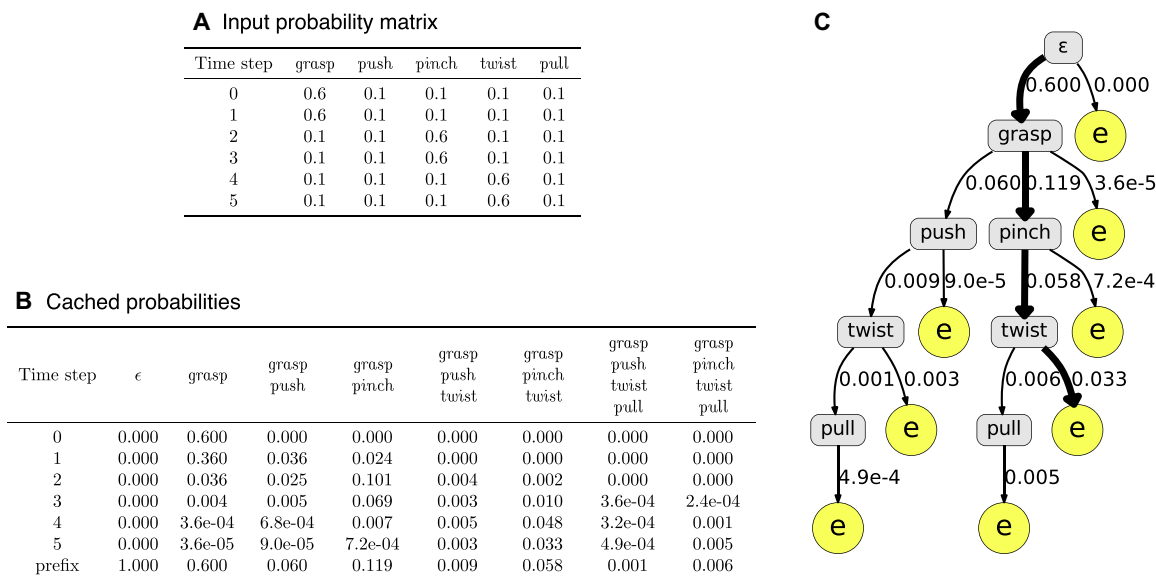 A Input probability matrix
Time step grasp push pinch twist pull
0 0.6 0.1 0.1 0.1 0.1
1 0.6 0.1 0.1 0.1 0.1
2 0.1 0.1 0.6 0.1 0.1
3 0.1 0.1 0.6 0.1 0.1
4 0.1 0.1 0.1 0.6 0.1
5 0.1 0.1 0.1 0.6 0.1
B Cached probabilities
Time step ϵ grasp grasp push grasp pinch grasp push twist grasp pinch twist grasp push twist pull grasp pinch twist pull
0 0.000 0.600 0.000 0.000 0.000 0.000 0.000 0.000
1 0.000 0.360 0.036 0.024 0.000 0.000 0.000 0.000
2 0.000 0.036 0.025 0.101 0.004 0.002 0.000 0.000
3 0.000 0.004 0.005 0.069 0.003 0.010 3.6e-04 2.4e-04
4 0.000 3.6e-04 6.8e-04 0.007 0.005 0.048 3.2e-04 0.001
5 0.000 3.6e-05 9.0e-05 7.2e-04 0.003 0.033 4.9e-04 0.005
prefix 1.000 0.600 0.060 0.119 0.009 0.058 0.001 0.006
C
ε
0.600 0.000
grasp e
0.060 0.119 3.6e-5
push pinch e
0.009 9.0e-5 0.058 7.2e-4
twist e twist e
0.001 0.003 0.006 0.033
pull e pull e
4.9e-4 0.005
e e